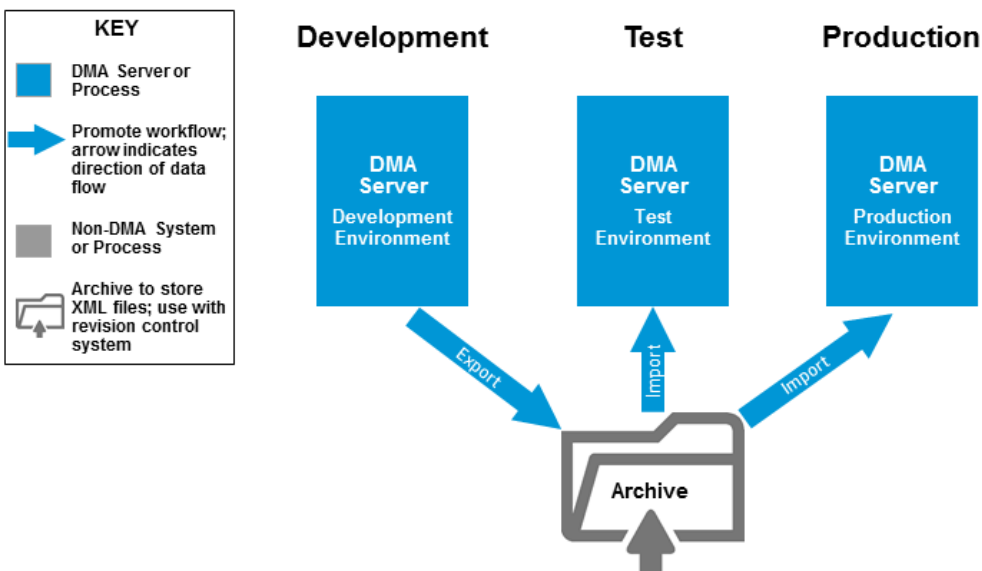 KEY
DMA Server or
Process
Promote workflow;
arrow indicates
direction of data
flow
Non-DMA System
or Process
Archive to store
XML files; use with
revision control
system
Development
Test
Production
DMA
Server
Development
Environment
DMA
Server
Test
Environment
DMA
Server
Production
Environment
Export
Import
Import
Archive